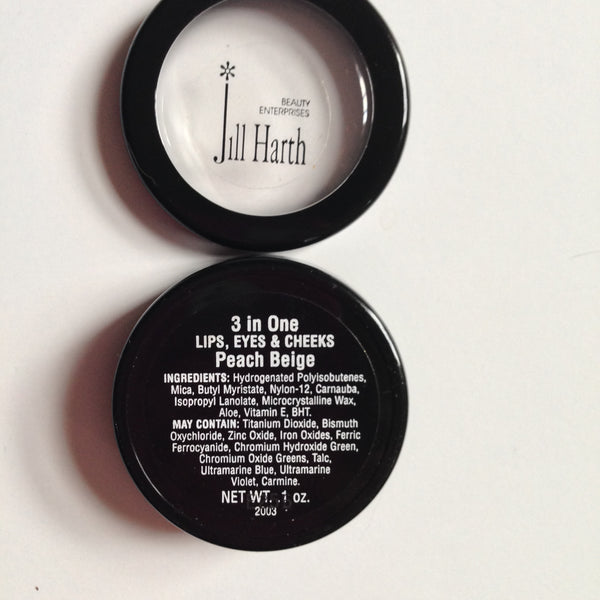 BEAUTY
ENTERPRISES
Jill Harth
3 in One
LIPS, EYES & CHEEKS
Peach Beige
INGREDIENTS: Hydrogenated Polyisobutenes,
Mica, Butyl Myristate, Nylon-12, Carnauba,
Isopropyl Lanolate, Microcrystalline Wax,
Aloe, Vitamin E, BHT.
MAY CONTAIN: Titanium Dioxide, Bismuth
Oxychloride, Zinc Oxide, Iron Oxides, Ferric
Ferrocyanide, Chromium Hydroxide Green,
Chromium Oxide Greens, Talc,
Ultramarine Blue, Ultramarine
Violet, Carmine.
NET WT. .1 oz.
2003